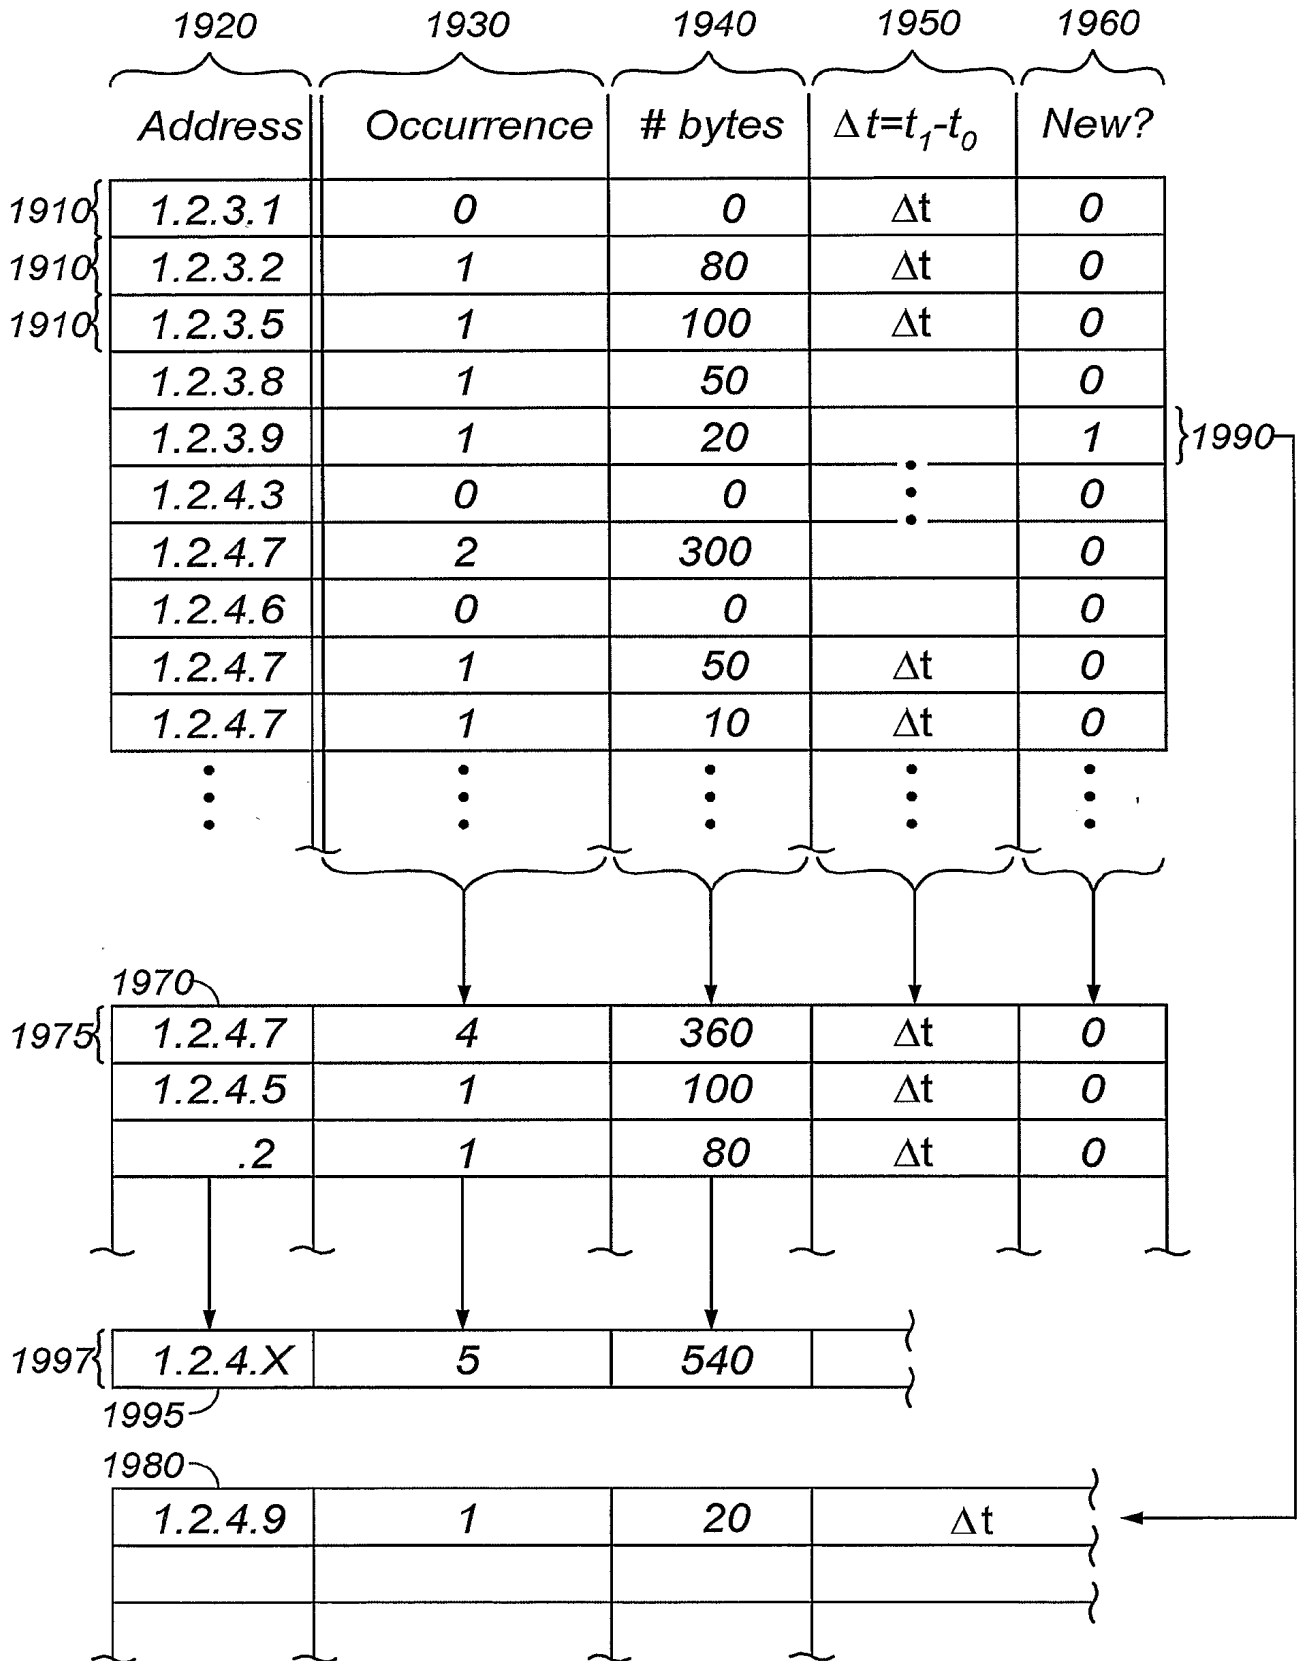 1920 1930 1940 1950 1960
Address Occurrence # bytes Δt=t₁-t₀ New?
1910 1.2.3.1 0 0 Δt 0
1910 1.2.3.2 1 80 Δt 0
1910 1.2.3.5 1 100 Δt 0
1.2.3.8 1 50 0
1.2.3.9 1 20 1 1990
1.2.4.3 0 0 0
1.2.4.7 2 300 0
1.2.4.6 0 0 0
1.2.4.7 1 50 Δt 0
1.2.4.7 1 10 Δt 0
1970
1975 1.2.4.7 4 360 Δt 0
1.2.4.5 1 100 Δt 0
.2 1 80 Δt 0
1997 1.2.4.X 5 540
1995
1980
1.2.4.9 1 20 Δt